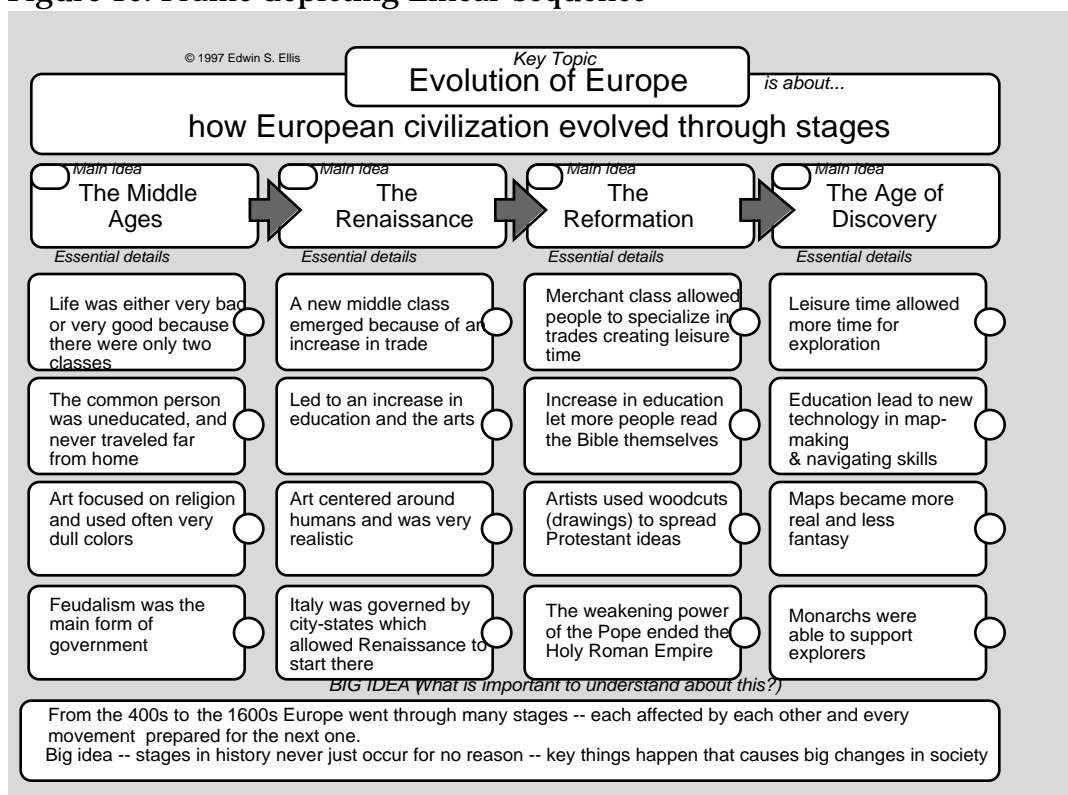 © 1997 Edwin S. Ellis
Key Topic
Evolution of Europe
is about...
how European civilization evolved through stages
Main idea
The Middle
Ages
Main idea
The
Renaissance
Main idea
The
Reformation
Main idea
The Age of
Discovery
Essential details
Life was either very bad
or very good because
there were only two
classes
The common person
was uneducated, and
never traveled far
from home
Art focused on religion
and used often very
dull colors
Feudalism was the
main form of
government
Essential details
A new middle class
emerged because of an
increase in trade
Led to an increase in
education and the arts
Art centered around
humans and was very
realistic
Italy was governed by
city-states which
allowed Renaissance to
start there
Essential details
Merchant class allowed
people to specialize in
trades creating leisure
time
Increase in education
let more people read
the Bible themselves
Artists used woodcuts
(drawings) to spread
Protestant ideas
The weakening power
of the Pope ended the
Holy Roman Empire
Essential details
Leisure time allowed
more time for
exploration
Education lead to new
technology in map-
making
& navigating skills
Maps became more
real and less
fantasy
Monarchs were
able to support
explorers
BIG IDEA (What is important to understand about this?)
From the 400s to the 1600s Europe went through many stages -- each affected by each other and every
movement prepared for the next one.
Big idea -- stages in history never just occur for no reason -- key things happen that causes big changes in society